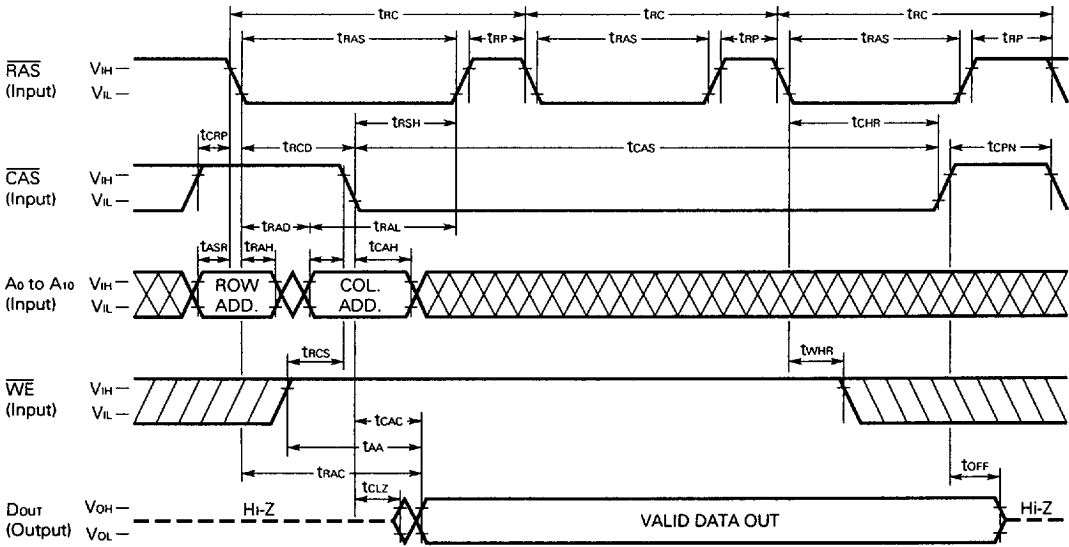 tRC tRC tRC
tRAS tRP tRAS tRP tRAS tRP
RAS VIH
(Input) VIL
tCRP tRCD tRSH tCAS tCHR tCPN
CAS VIH
(Input) VIL
tRAD tRAL
tASR tRAH tCAH
A0 to A10 VIH ROW COL.
(Input) VIL ADD. ADD.
tRCS tWHR
WE VIH
(Input) VIL
tCAC
tAA
tRAC tOFF
tCLZ
DOUT VOH Hi-Z VALID DATA OUT Hi-Z
(Output) VOL